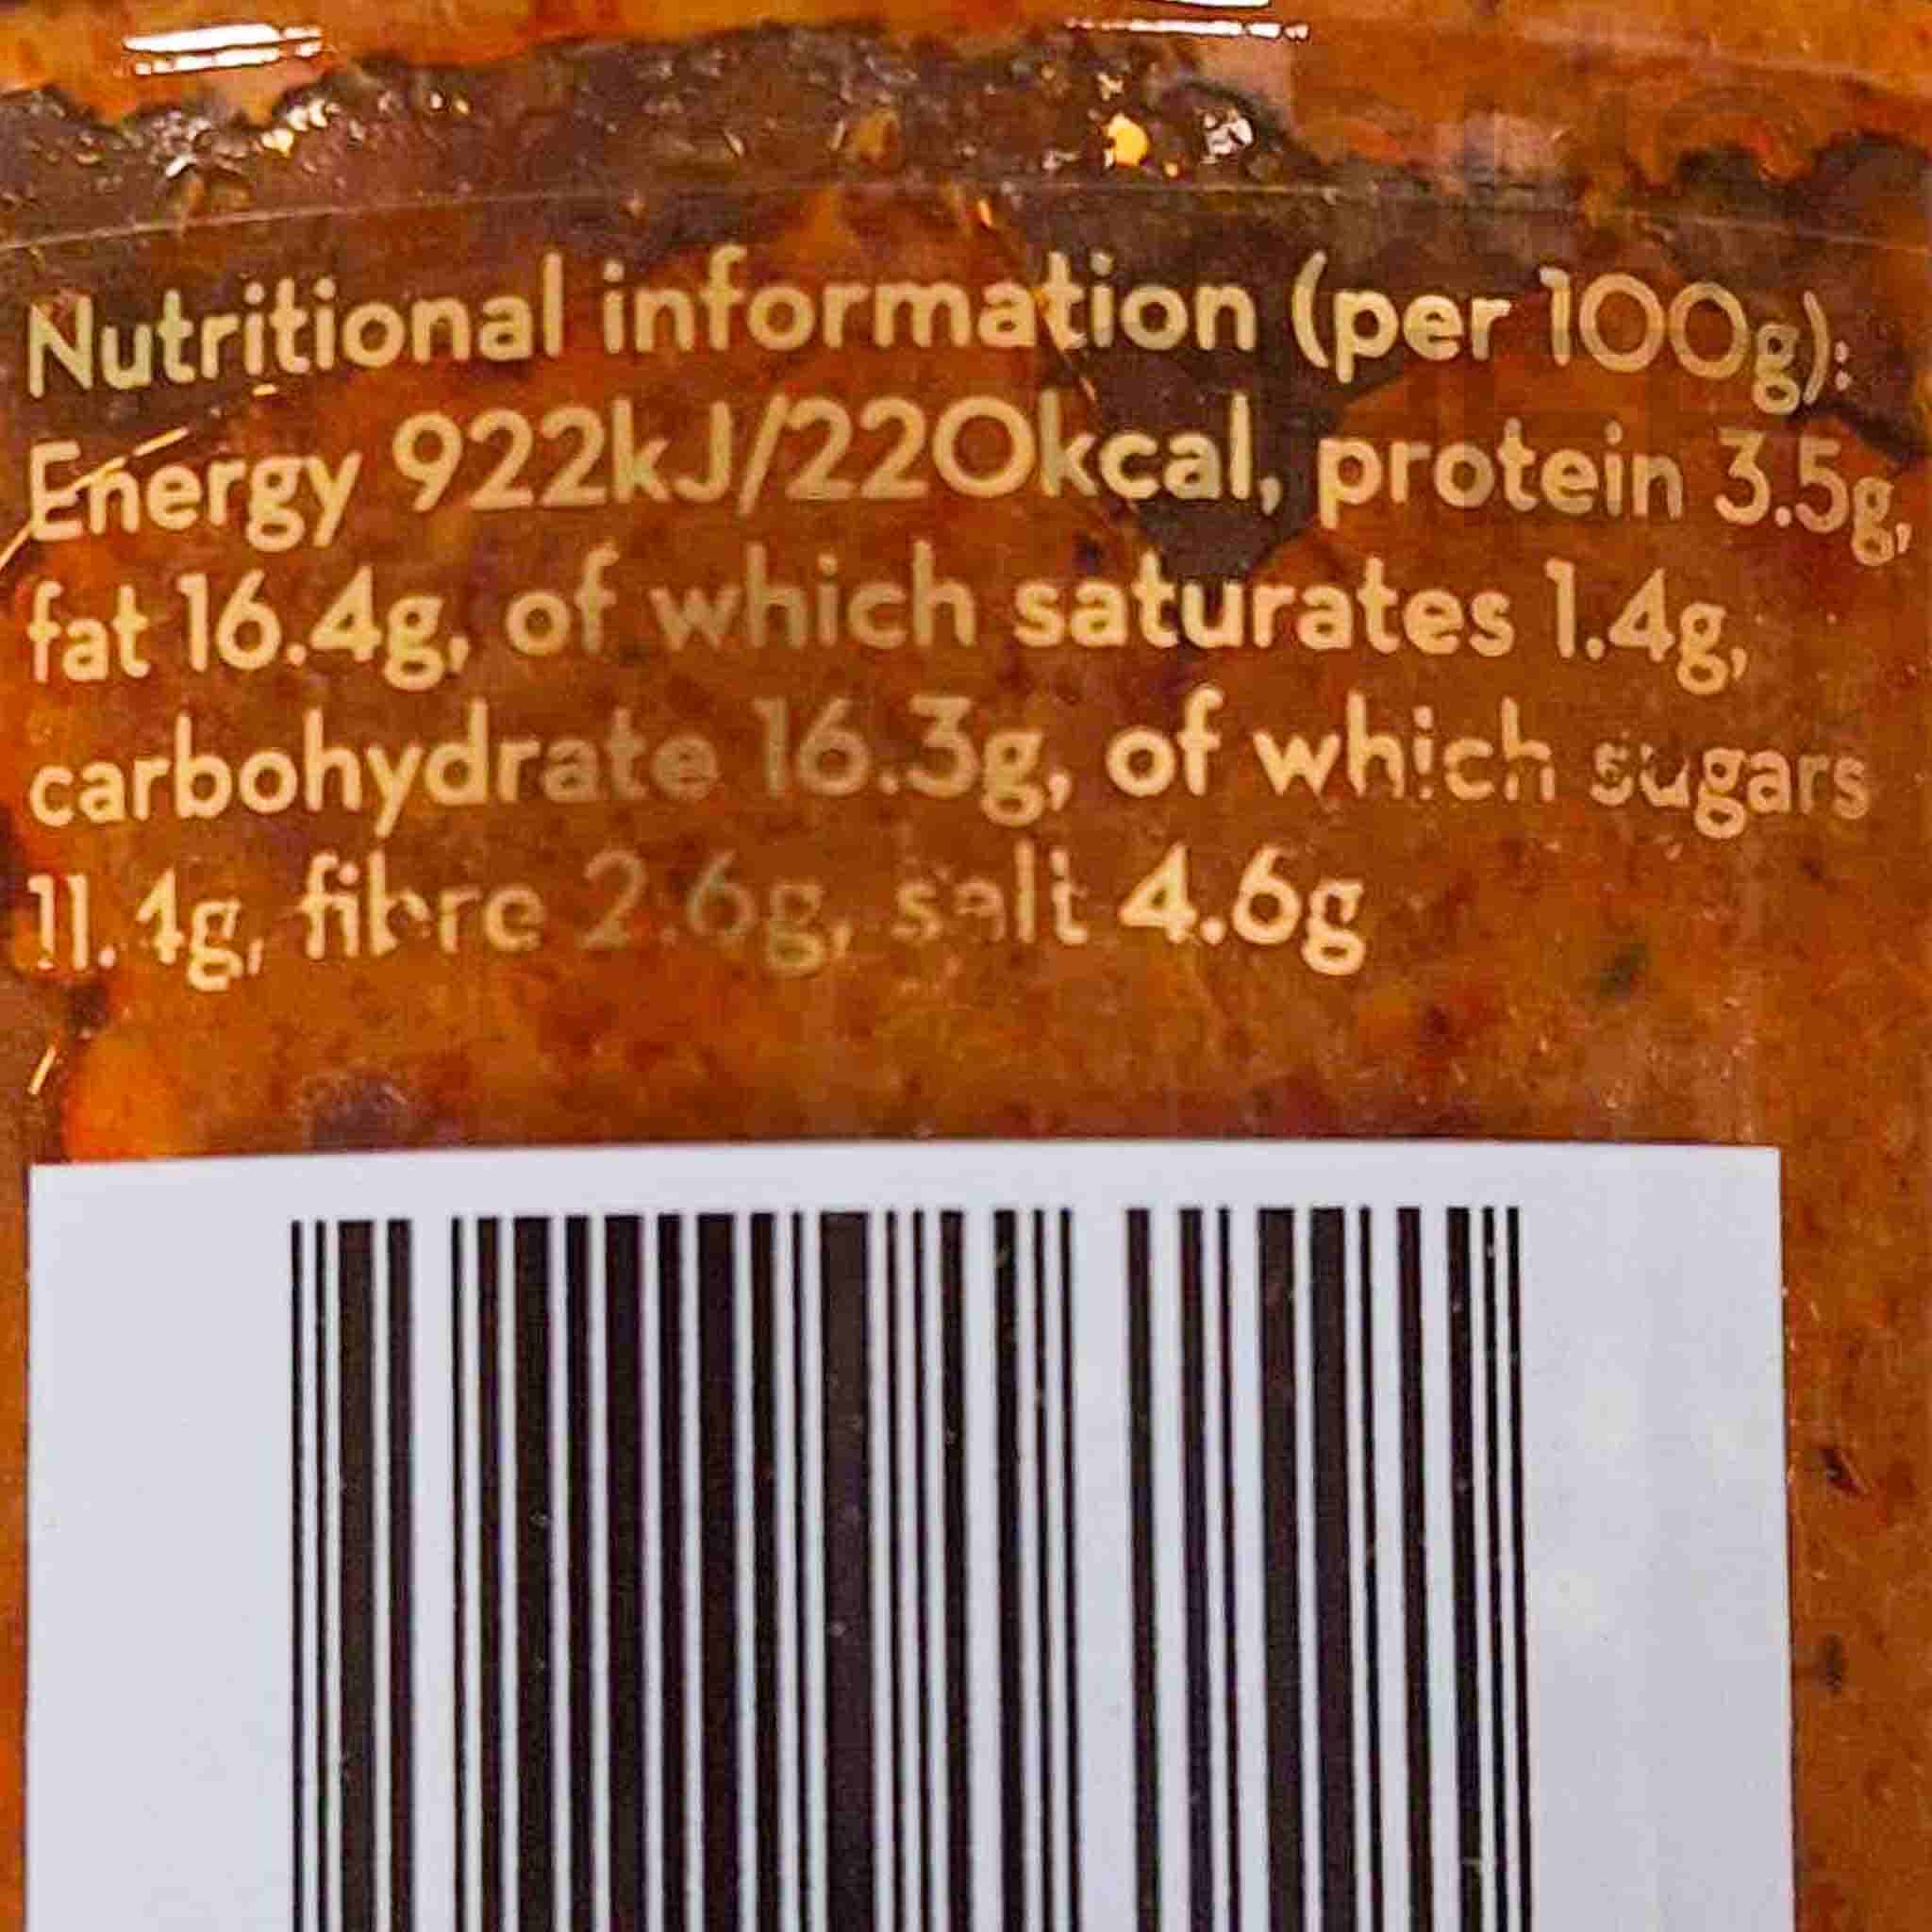 Nutritional information (per 100g):
Energy 922kJ/220kcal, protein 3.5g,
fat 16.4g, of which saturates 1.4g,
carbohydrate 16.3g, of which sugars
11.4g, fibre 2.6g, salt 4.6g